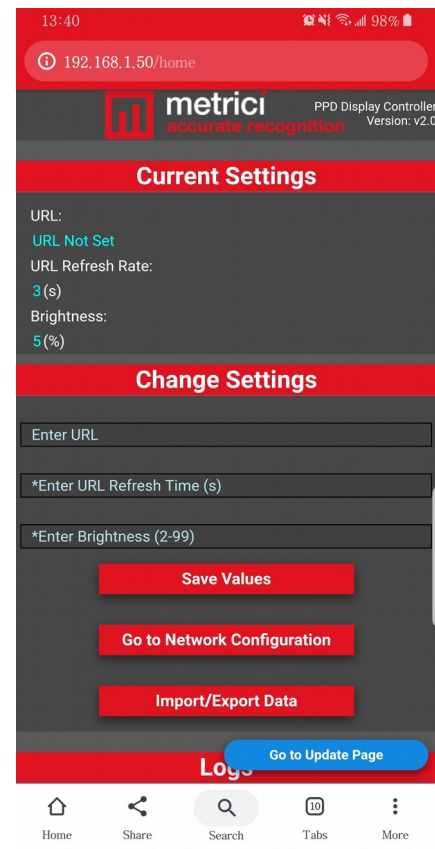 13:40
98%
192.168.1.50/home
metrici
accurate recognition
PPD Display Controller
Version: v2.0
Current Settings
URL:
URL Not Set
URL Refresh Rate:
3(s)
Brightness:
5(%)
Change Settings
Enter URL
*Enter URL Refresh Time (s)
*Enter Brightness (2-99)
Save Values
Go to Network Configuration
Import/Export Data
Logs
Go to Update Page
10
Home Share Search Tabs More